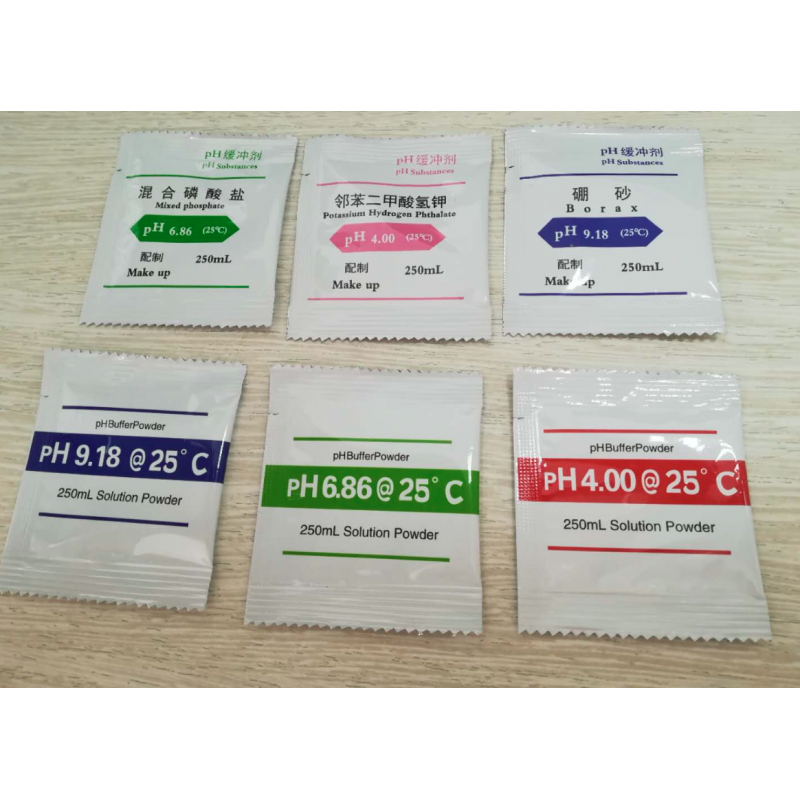 pH缓冲剂
pH Substances
混合磷酸盐
Mixed phosphate
pH 6.86 (25℃)
配制 250mL
Make up
pH缓冲剂
pH Substances
邻苯二甲酸氢钾
Potassium Hydrogen Phthalate
pH 4.00 (25℃)
配制 250mL
Make up
pH缓冲剂
pH Substances
硼砂
Borax
pH 9.18 (25℃)
配制 250mL
Make up
pHBufferPowder
pH 9.18 @ 25°C
250mL Solution Powder
pHBufferPowder
pH 6.86 @ 25°C
250mL Solution Powder
pHBufferPowder
pH 4.00 @ 25°C
250mL Solution Powder